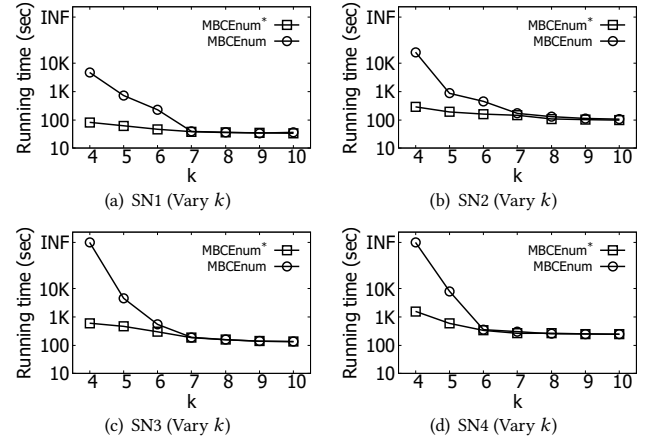 Running time (sec)
INF
10K
1K
100
10
MBCEnum*
MBCEnum
4 5 6 7 8 9 10
k
(a) SN1 (Vary k)
Running time (sec)
INF
10K
1K
100
10
MBCEnum*
MBCEnum
4 5 6 7 8 9 10
k
(b) SN2 (Vary k)
Running time (sec)
INF
10K
1K
100
10
MBCEnum*
MBCEnum
4 5 6 7 8 9 10
k
(c) SN3 (Vary k)
Running time (sec)
INF
10K
1K
100
10
MBCEnum*
MBCEnum
4 5 6 7 8 9 10
k
(d) SN4 (Vary k)